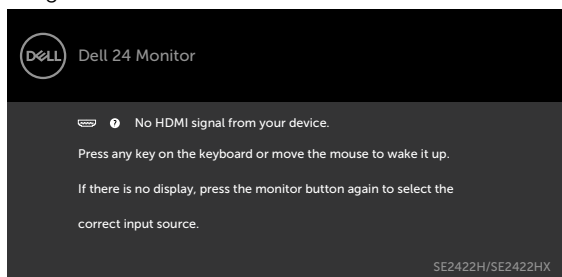 DELL
Dell 24 Monitor
? No HDMI signal from your device.
Press any key on the keyboard or move the mouse to wake it up.
If there is no display, press the monitor button again to select the
correct input source.
SE2422H/SE2422HX